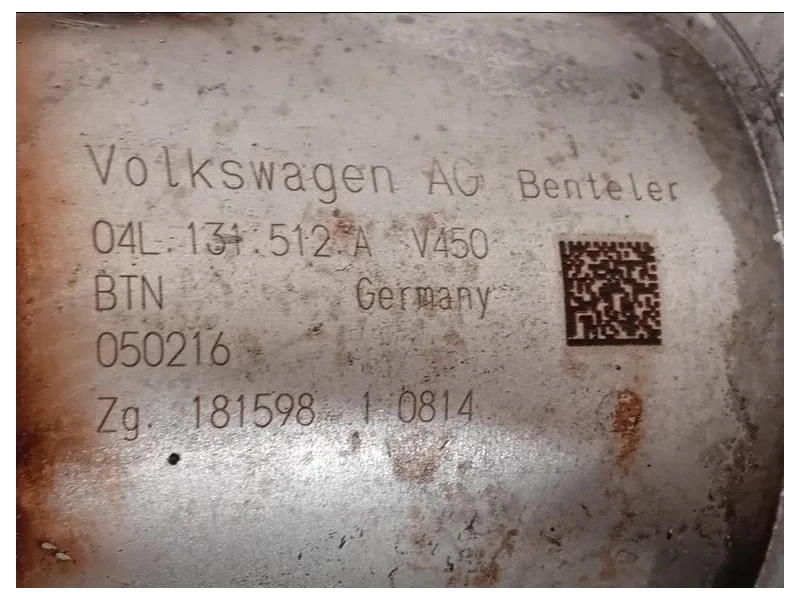 Volkswagen AG Benteler
04L.131.512.A V450
BTN Germany
050216
Zg. 181598 1 0814